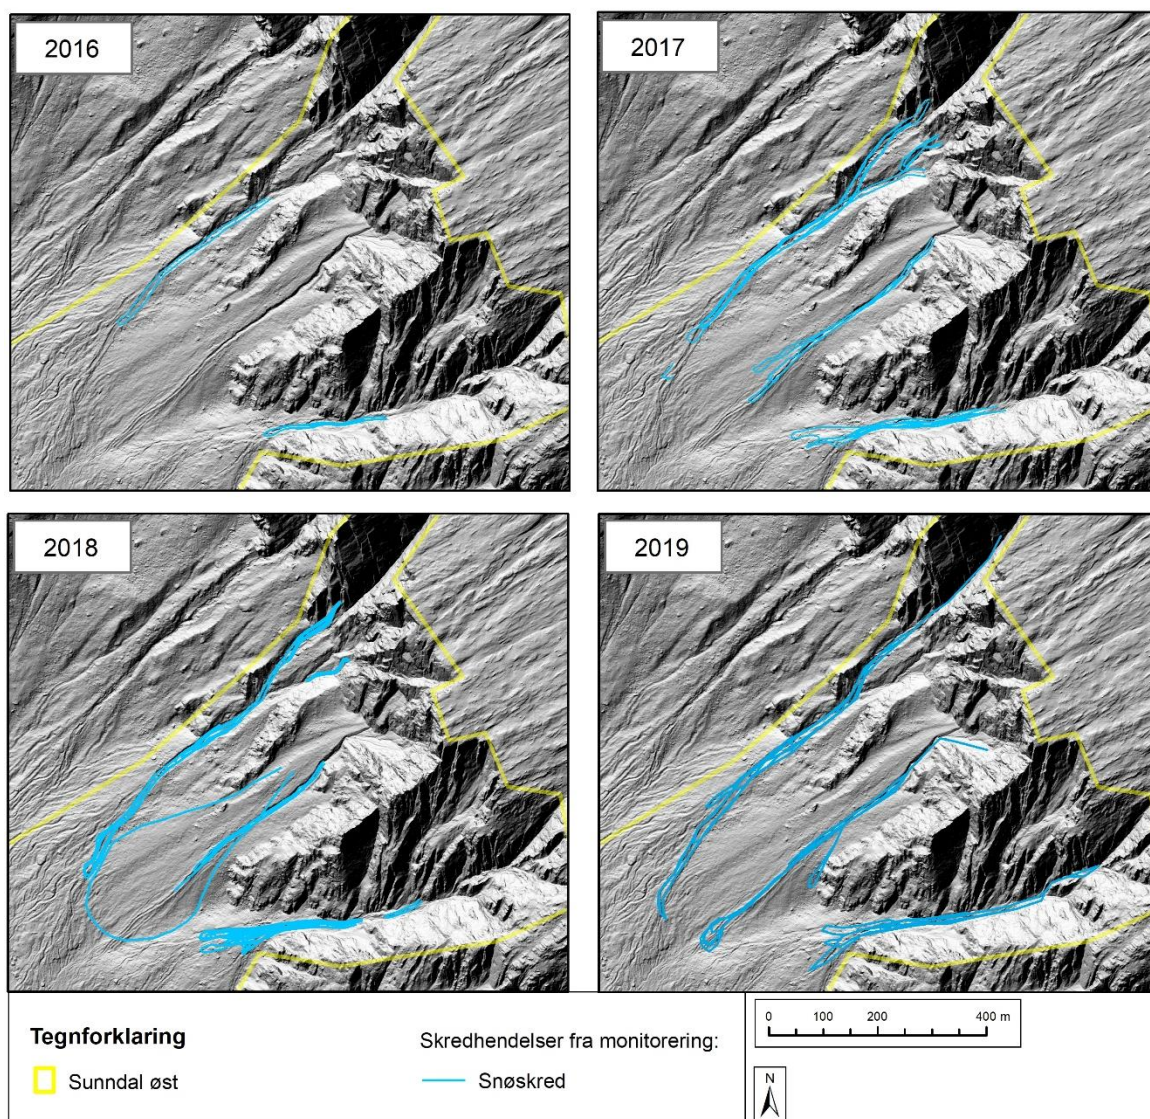 2016
2017
2018
2019
Tegnforklaring
Sunndal øst
Skredhendelser fra monitorering:
Snøskred
0 100 200 400 m
N